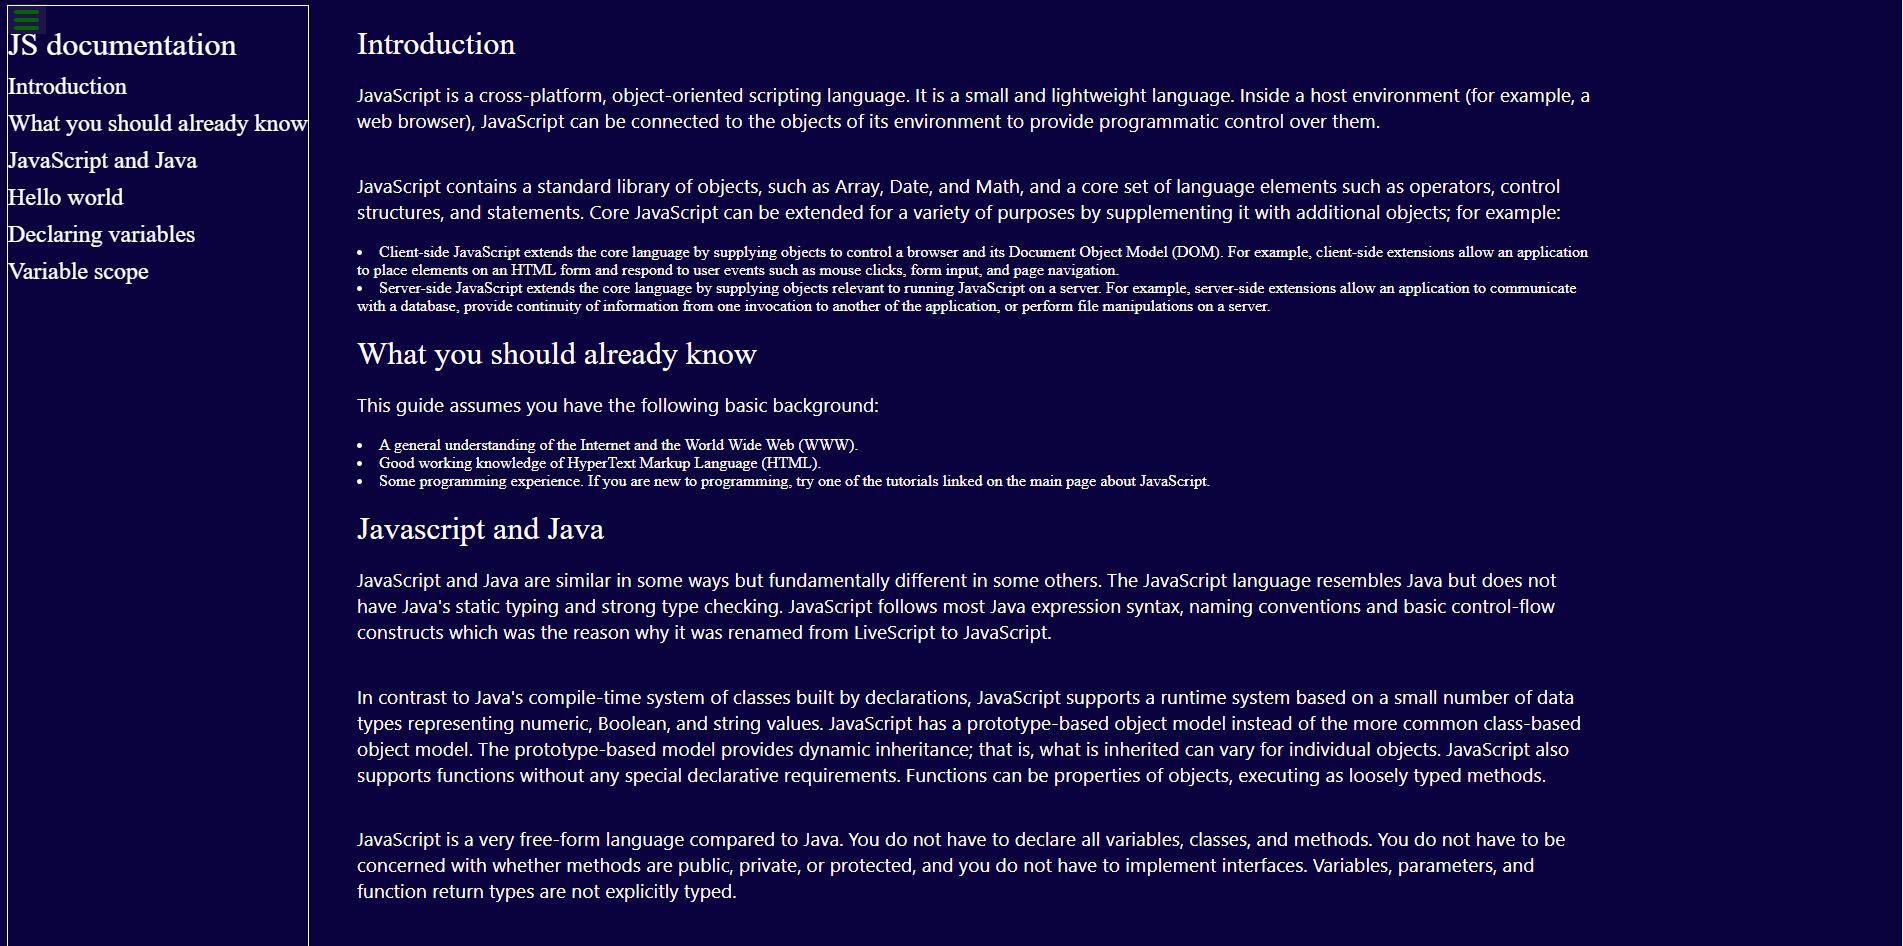 JS documentation
Introduction
What you should already know
JavaScript and Java
Hello world
Declaring variables
Variable scope
Introduction
JavaScript is a cross-platform, object-oriented scripting language. It is a small and lightweight language. Inside a host environment (for example, a
web browser), JavaScript can be connected to the objects of its environment to provide programmatic control over them.
JavaScript contains a standard library of objects, such as Array, Date, and Math, and a core set of language elements such as operators, control
structures, and statements. Core JavaScript can be extended for a variety of purposes by supplementing it with additional objects; for example:
• Client-side JavaScript extends the core language by supplying objects to control a browser and its Document Object Model (DOM). For example, client-side extensions allow an application
to place elements on an HTML form and respond to user events such as mouse clicks, form input, and page navigation.
• Server-side JavaScript extends the core language by supplying objects relevant to running JavaScript on a server. For example, server-side extensions allow an application to communicate
with a database, provide continuity of information from one invocation to another of the application, or perform file manipulations on a server.
What you should already know
This guide assumes you have the following basic background:
• A general understanding of the Internet and the World Wide Web (WWW).
• Good working knowledge of HyperText Markup Language (HTML).
• Some programming experience. If you are new to programming, try one of the tutorials linked on the main page about JavaScript.
Javascript and Java
JavaScript and Java are similar in some ways but fundamentally different in some others. The JavaScript language resembles Java but does not
have Java's static typing and strong type checking. JavaScript follows most Java expression syntax, naming conventions and basic control-flow
constructs which was the reason why it was renamed from LiveScript to JavaScript.
In contrast to Java's compile-time system of classes built by declarations, JavaScript supports a runtime system based on a small number of data
types representing numeric, Boolean, and string values. JavaScript has a prototype-based object model instead of the more common class-based
object model. The prototype-based model provides dynamic inheritance; that is, what is inherited can vary for individual objects. JavaScript also
supports functions without any special declarative requirements. Functions can be properties of objects, executing as loosely typed methods.
JavaScript is a very free-form language compared to Java. You do not have to declare all variables, classes, and methods. You do not have to be
concerned with whether methods are public, private, or protected, and you do not have to implement interfaces. Variables, parameters, and
function return types are not explicitly typed.